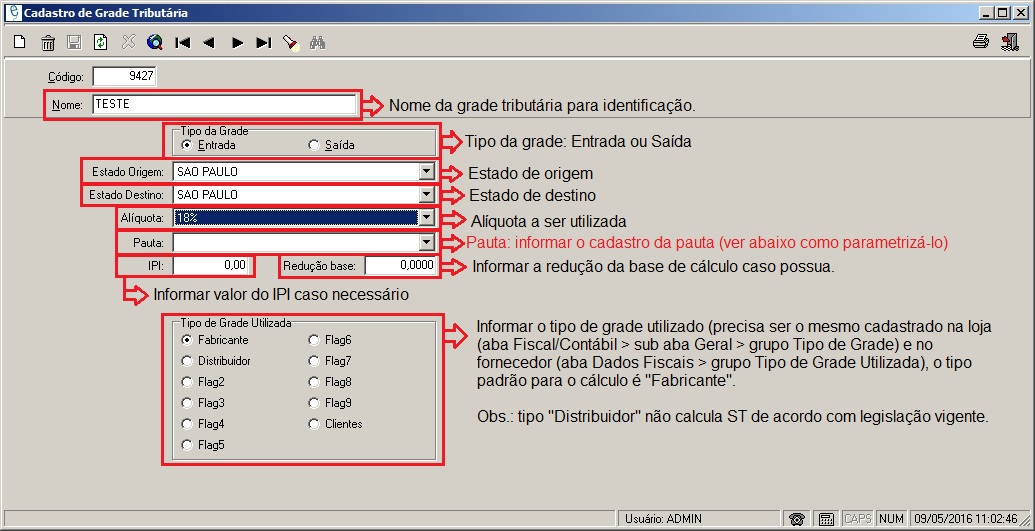 Cadastro de Grade Tributária
Código: 9427
Nome: TESTE
Nome da grade tributária para identificação.
Tipo da Grade
Entrada
Saída
Tipo da grade: Entrada ou Saída
Estado Origem: SAO PAULO
Estado de origem
Estado Destino: SAO PAULO
Estado de destino
Alíquota: 18%
Alíquota a ser utilizada
Pauta:
Pauta: informar o cadastro da pauta (ver abaixo como parametrizá-lo)
IPI: 0,00
Redução base: 0,0000
Informar a redução da base de cálculo caso possua.
Informar valor do IPI caso necessário
Tipo de Grade Utilizada
Fabricante
Flag6
Distribuidor
Flag7
Flag2
Flag8
Flag3
Flag9
Flag4
Clientes
Flag5
Informar o tipo de grade utilizado (precisa ser o mesmo cadastrado na loja
(aba Fiscal/Contábil > sub aba Geral > grupo Tipo de Grade) e no
fornecedor (aba Dados Fiscais > grupo Tipo de Grade Utilizada), o tipo
padrão para o cálculo é "Fabricante".
Obs.: tipo "Distribuidor" não calcula ST de acordo com legislação vigente.
Usuário: ADMIN
CAPS
NUM
09/05/2016 11:02:46